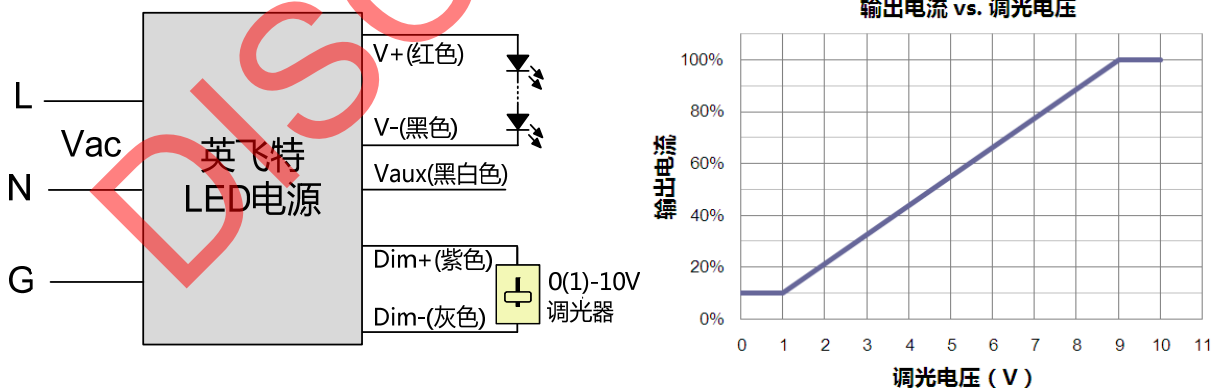 L
Vac
N
G
英飞特
LED电源
V+(红色)
V-(黑色)
Vaux(黑白色)
Dim+(紫色)
Dim-(灰色)
0(1)-10V
调光器
DISC
输出电流 vs. 调光电压
输出电流
100%
80%
60%
40%
20%
0%
0 1 2 3 4 5 6 7 8 9 10 11
调光电压(V)